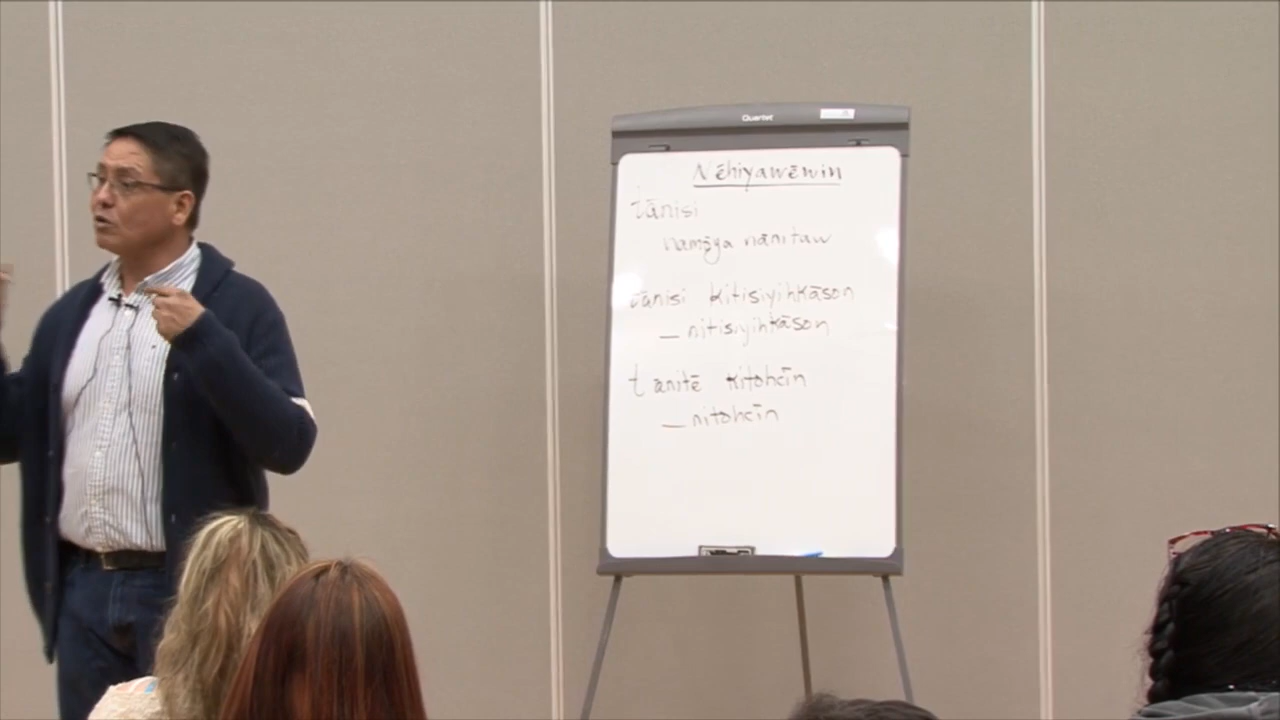 Quartet
Nēhiyawēwin
tānisi
namōya nānitaw
tānisi kitisiyihkāson
_ nitisiyihkāson
tānitē kitohcīn
_ nitohcīn